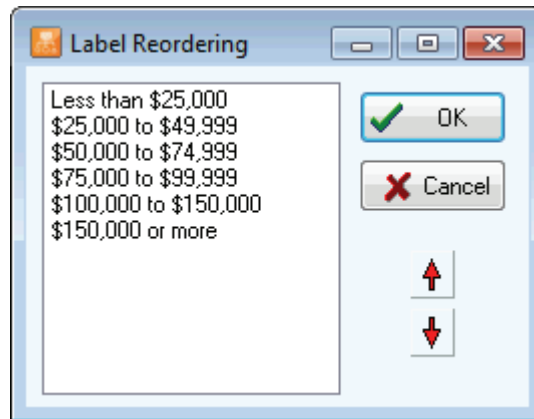 Label Reordering
Less than $25,000
$25,000 to $49,999
$50,000 to $74,999
$75,000 to $99,999
$100,000 to $150,000
$150,000 or more
OK
Cancel